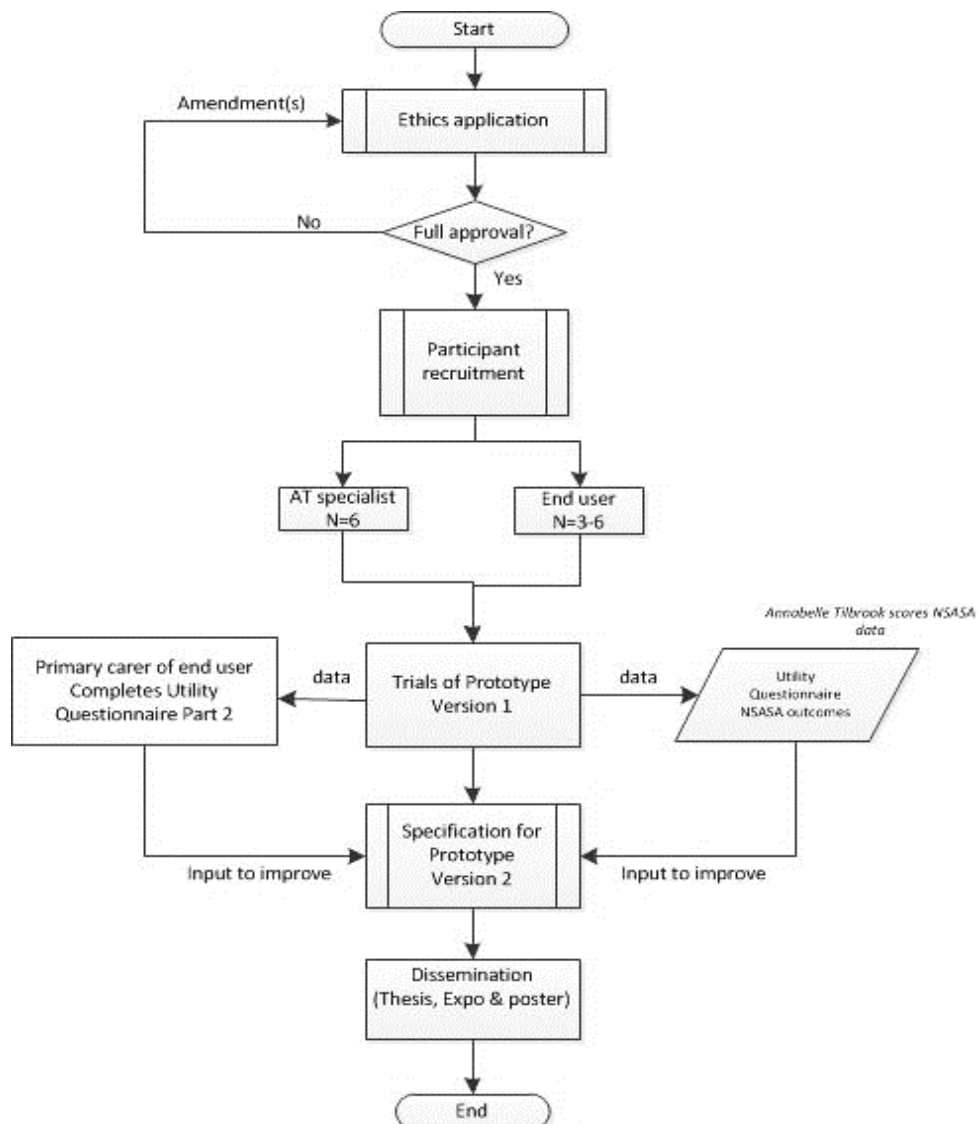 Start
Amendment(s)
Ethics application
No
Full approval?
Yes
Participant
recruitment
AT specialist
N=6
End user
N=3-6
Annabelle Tilbrook scores NSASA
data
Primary carer of end user
Completes Utility
Questionnaire Part 2
data
Trials of Prototype
Version 1
data
Utility
Questionnaire
NSASA outcomes
Specification for
Prototype
Version 2
Input to improve
Input to improve
Dissemination
(Thesis, Expo & poster)
End